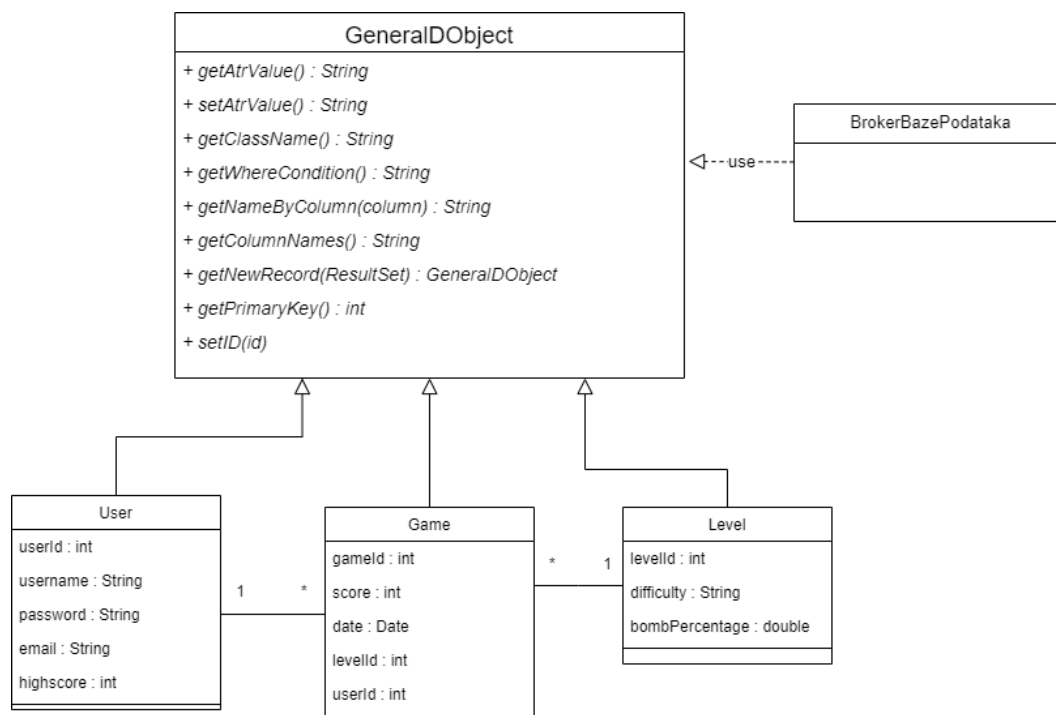 GeneralDObject
+ getAtrValue() : String
+ setAtrValue() : String
+ getClassName() : String
+ getWhereCondition() : String
+ getNameByColumn(column) : String
+ getColumnNames() : String
+ getNewRecord(ResultSet) : GeneralDObject
+ getPrimaryKey() : int
+ setID(id)
BrokerBazePodataka
use
User
userId : int
username : String
password : String
email : String
highscore : int
1
*
Game
gameId : int
score : int
date : Date
levelId : int
userId : int
*
1
Level
levelId : int
difficulty : String
bombPercentage : double